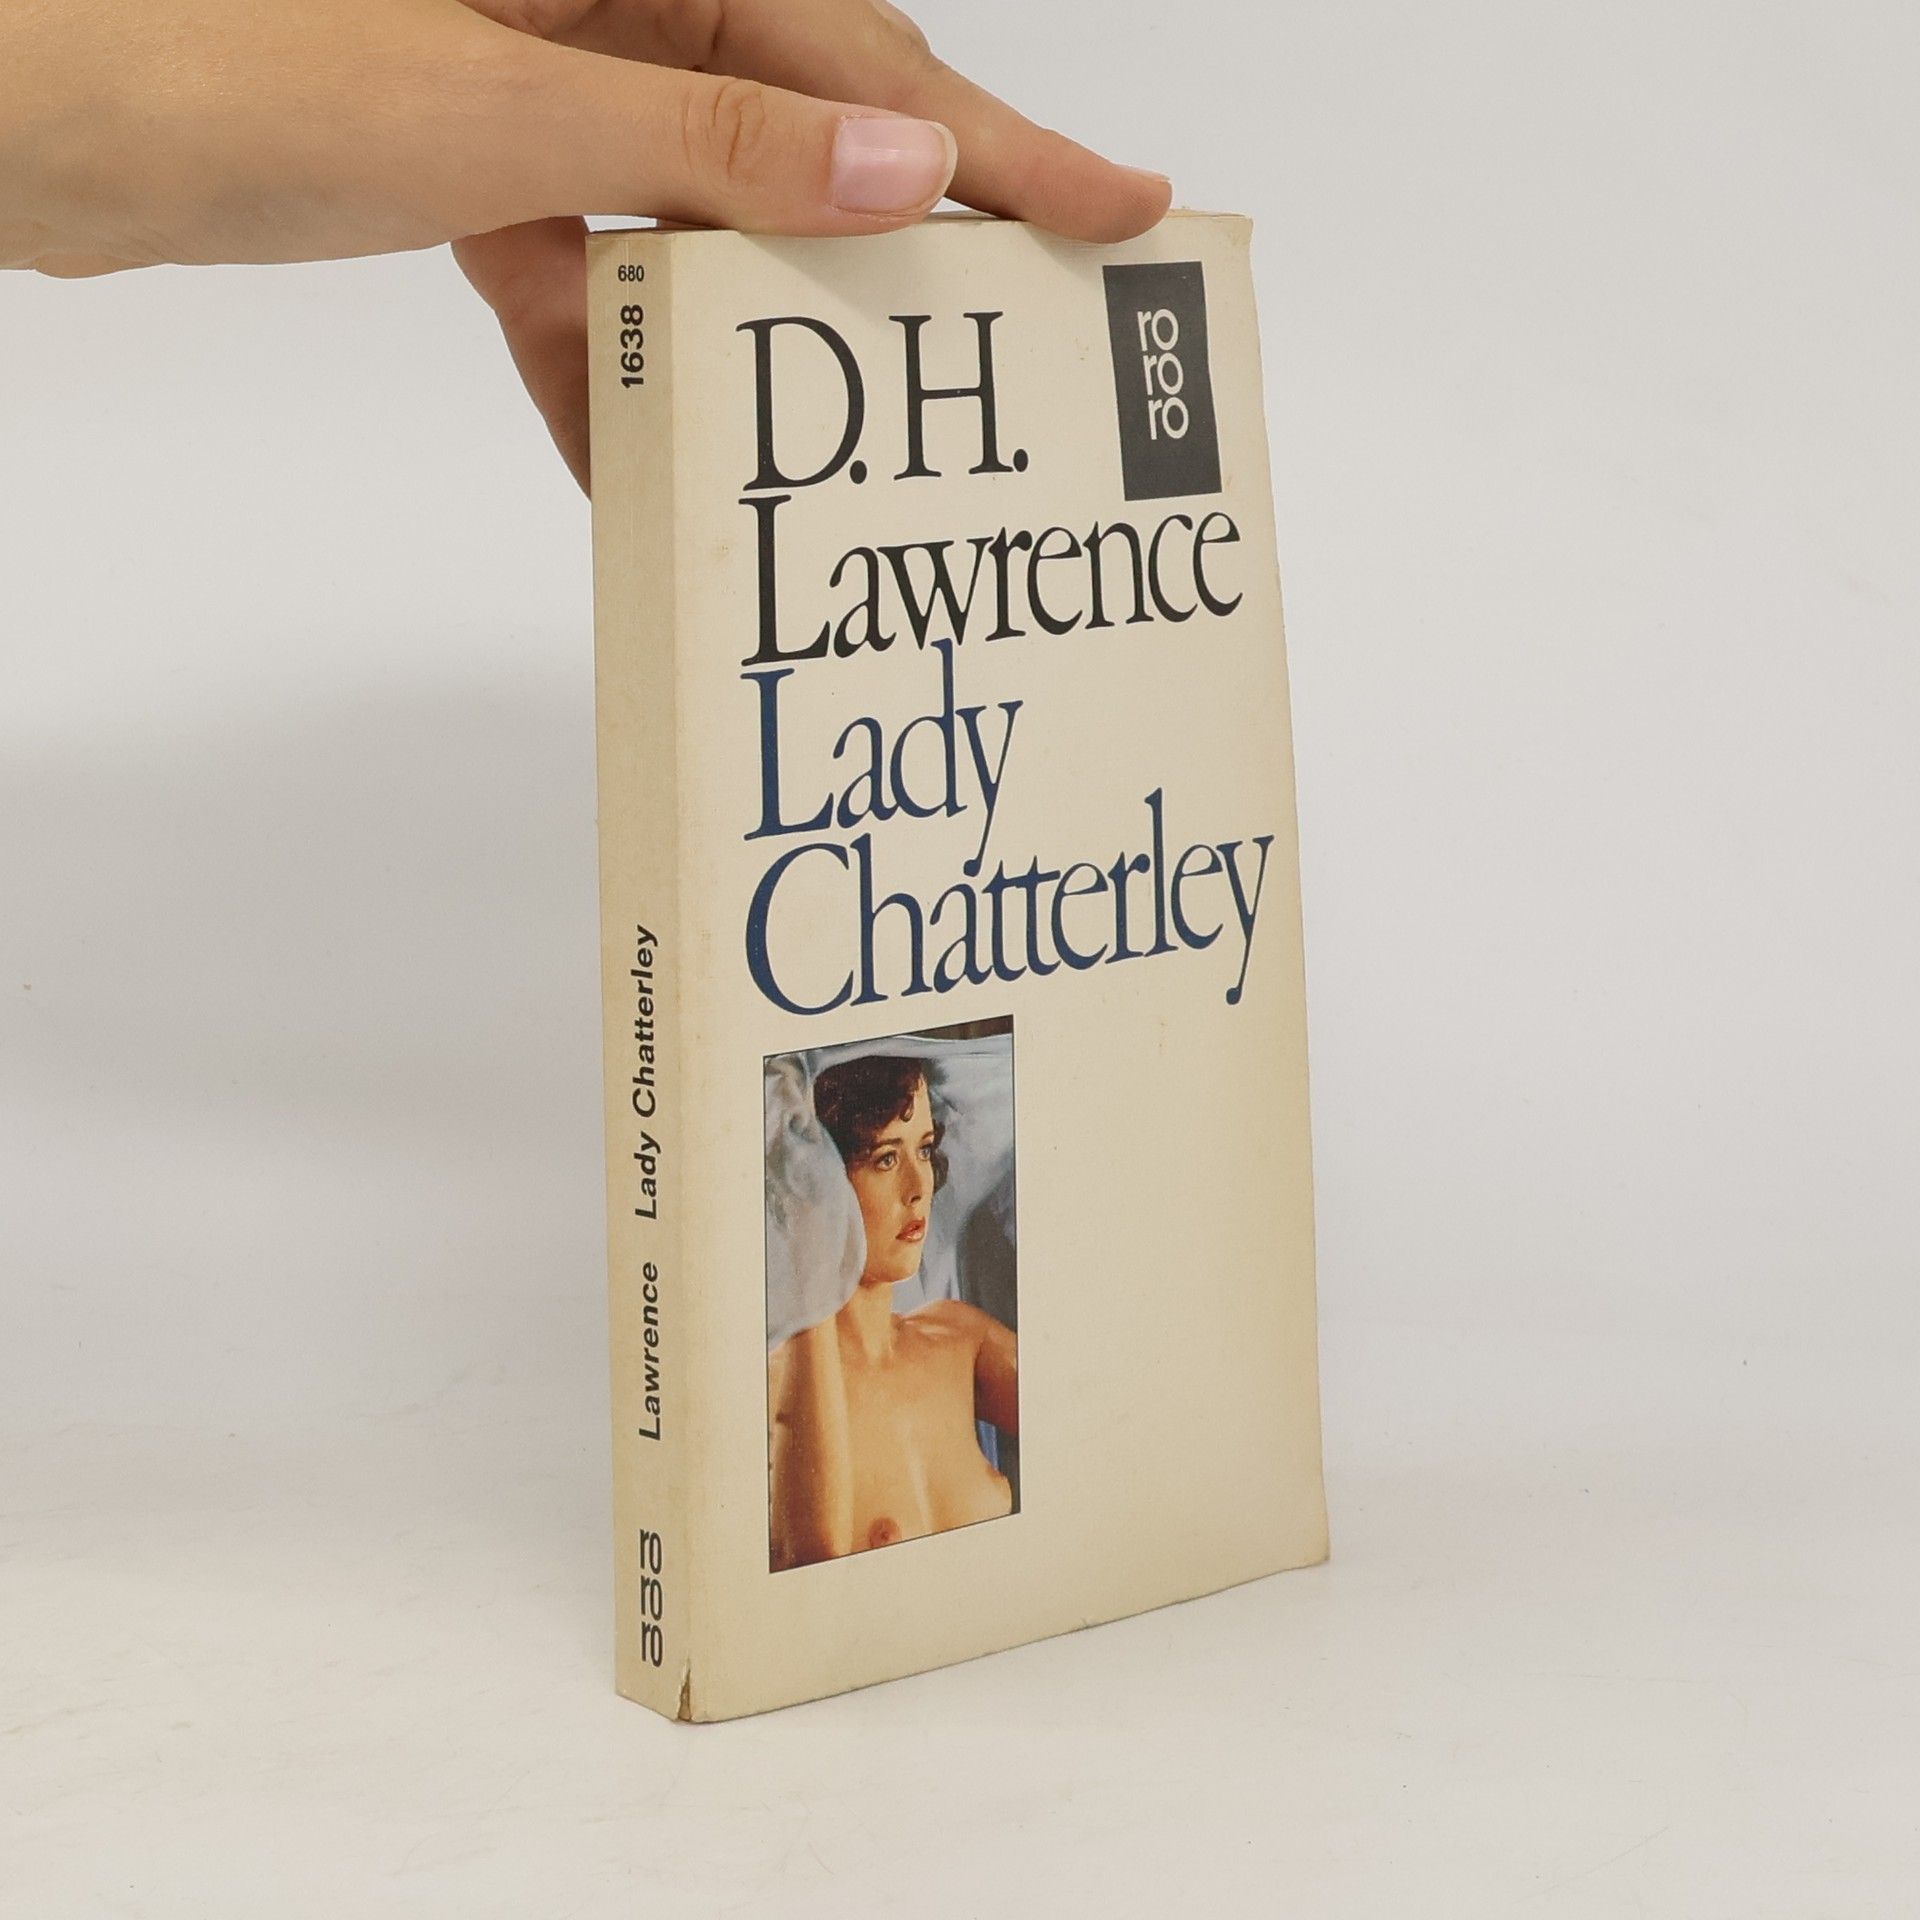 D. H.
Lawrence
Lady
Chatterley
ro
ro
ro
680
1638
Lady Chatterley
Lawrence
ro ro ro